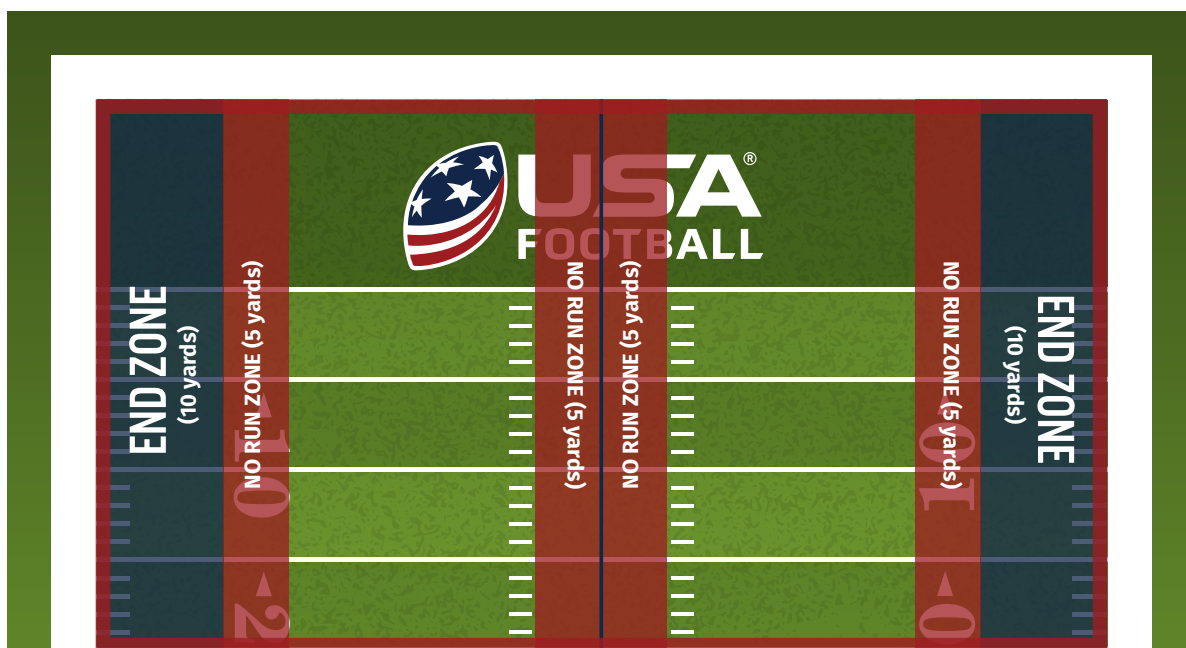 USA®
FOOTBALL
END ZONE
(10 yards)
NO RUN ZONE (5 yards)
NO RUN ZONE (5 yards)
NO RUN ZONE (5 yards)
NO RUN ZONE (5 yards)
END ZONE
(10 yards)
10
2
10
0